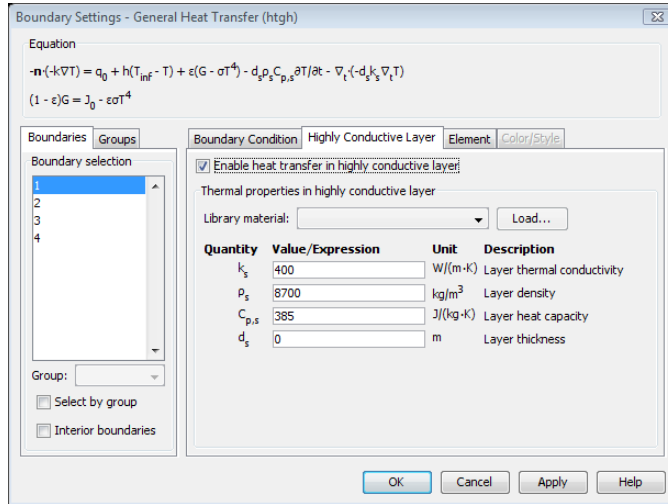 Boundary Settings - General Heat Transfer (htgh)
Equation
-n·(-k∇T) = q₀ + h(T_inf - T) + ε(G - σT⁴) - dₛρₛC_p,s∂T/∂t - ∇ₜ·(-dₛkₛ∇ₜT)
(1 - ε)G = J₀ - εσT⁴
Boundaries Groups
Boundary selection
1
2
3
4
Group:
Select by group
Interior boundaries
Boundary Condition Highly Conductive Layer Element Color/Style
Enable heat transfer in highly conductive layer
Thermal properties in highly conductive layer
Library material: Load...
Quantity Value/Expression Unit Description
kₛ 400 W/(m·K) Layer thermal conductivity
ρₛ 8700 kg/m³ Layer density
C_p,s 385 J/(kg·K) Layer heat capacity
dₛ 0 m Layer thickness
OK Cancel Apply Help